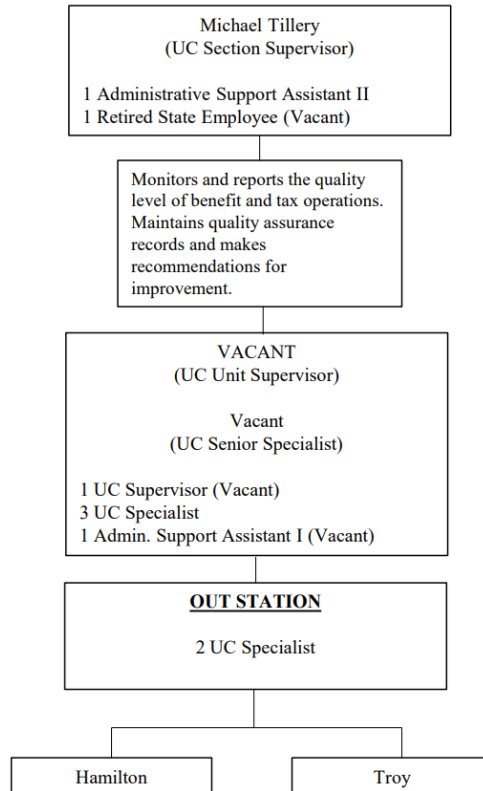 Michael Tillery
(UC Section Supervisor)
1 Administrative Support Assistant II
1 Retired State Employee (Vacant)
Monitors and reports the quality
level of benefit and tax operations.
Maintains quality assurance
records and makes
recommendations for
improvement.
VACANT
(UC Unit Supervisor)
Vacant
(UC Senior Specialist)
1 UC Supervisor (Vacant)
3 UC Specialist
1 Admin. Support Assistant I (Vacant)
OUT STATION
2 UC Specialist
Hamilton
Troy